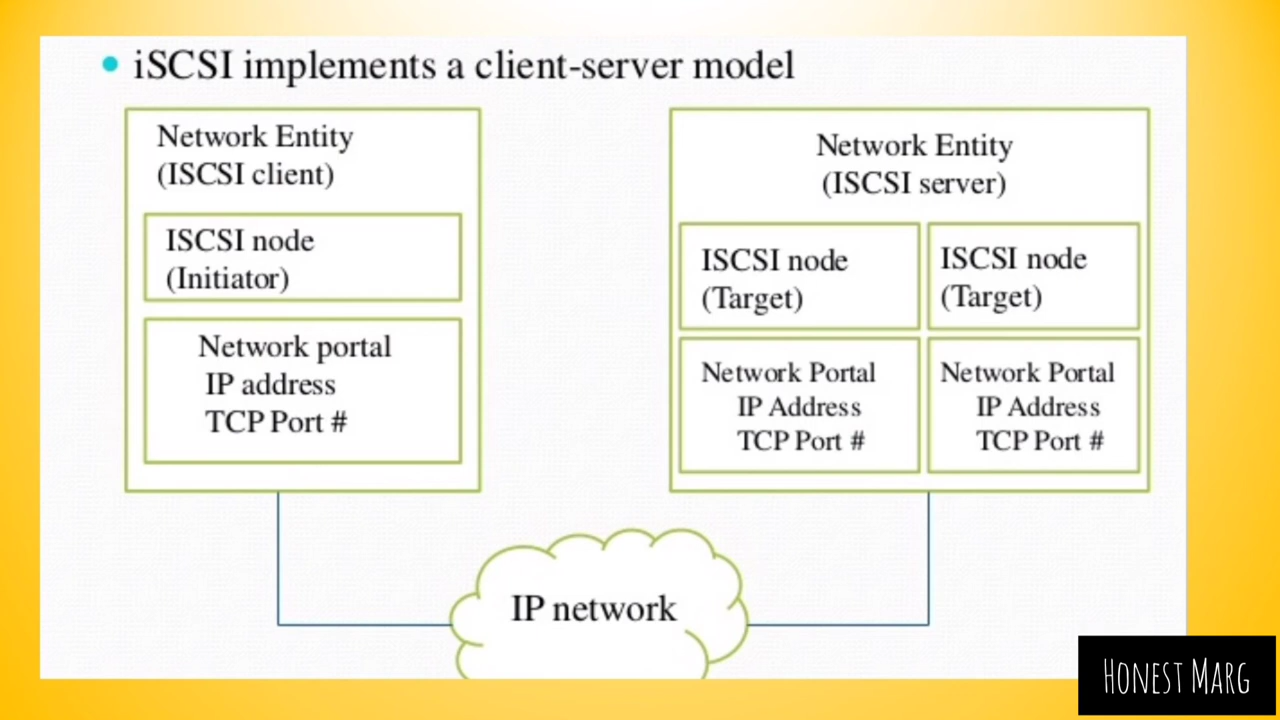 iSCSI implements a client-server model
Network Entity
(ISCSI client)
ISCSI node
(Initiator)
Network portal
IP address
TCP Port #
Network Entity
(ISCSI server)
ISCSI node
(Target)
Network Portal
IP Address
TCP Port #
ISCSI node
(Target)
Network Portal
IP Address
TCP Port #
IP network
HONEST MARG